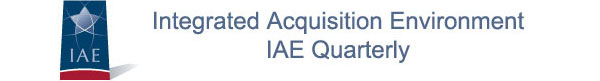 Integrated Acquisition Environment
IAE Quarterly
IAE